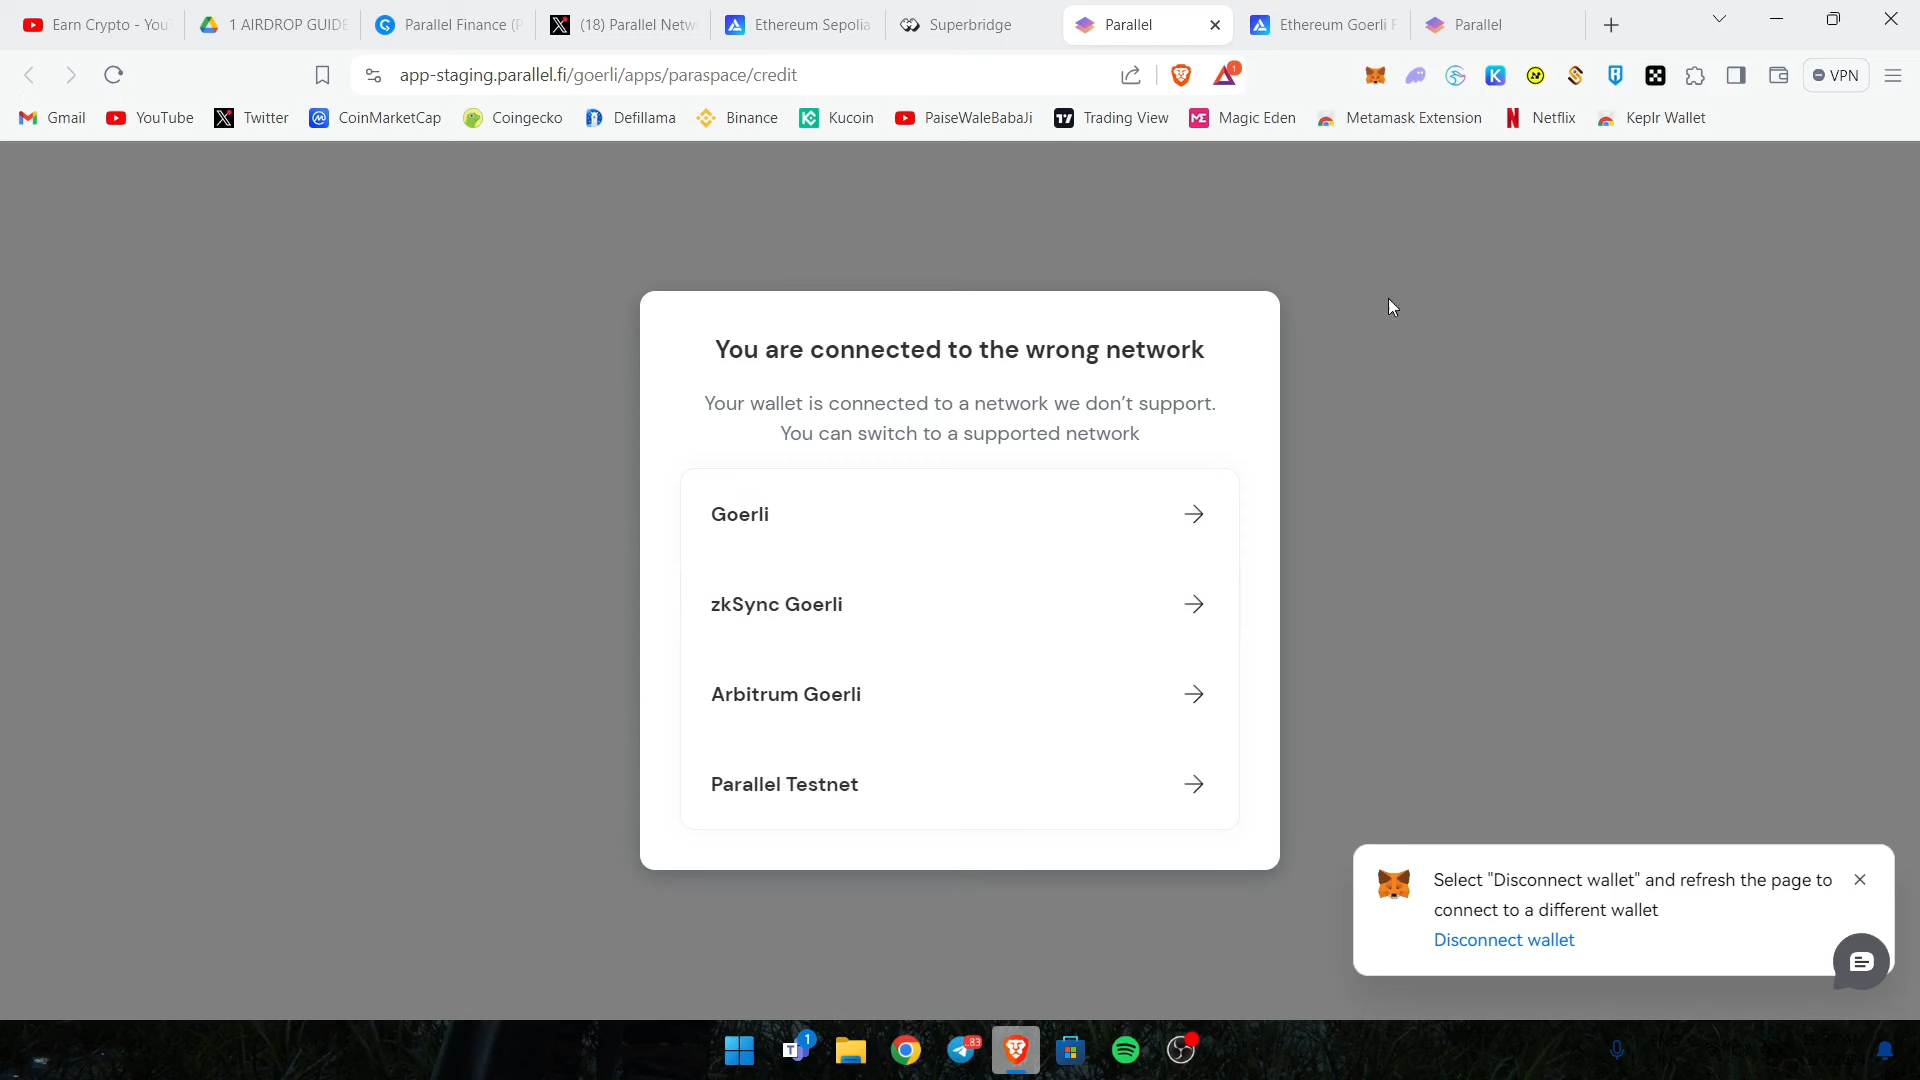 Earn Crypto - You
1 AIRDROP GUIDE
Parallel Finance (P
(18) Parallel Netw
Ethereum Sepolia
Superbridge
Parallel
Ethereum Goerli F
Parallel
app-staging.parallel.fi/goerli/apps/paraspace/credit
1
VPN
Gmail
YouTube
Twitter
CoinMarketCap
Coingecko
Defillama
Binance
Kucoin
PaiseWaleBabaJi
Trading View
Magic Eden
Metamask Extension
Netflix
Keplr Wallet
You are connected to the wrong network
Your wallet is connected to a network we don't support.
You can switch to a supported network
Goerli
zkSync Goerli
Arbitrum Goerli
Parallel Testnet
Select "Disconnect wallet" and refresh the page to
connect to a different wallet
Disconnect wallet
1
83